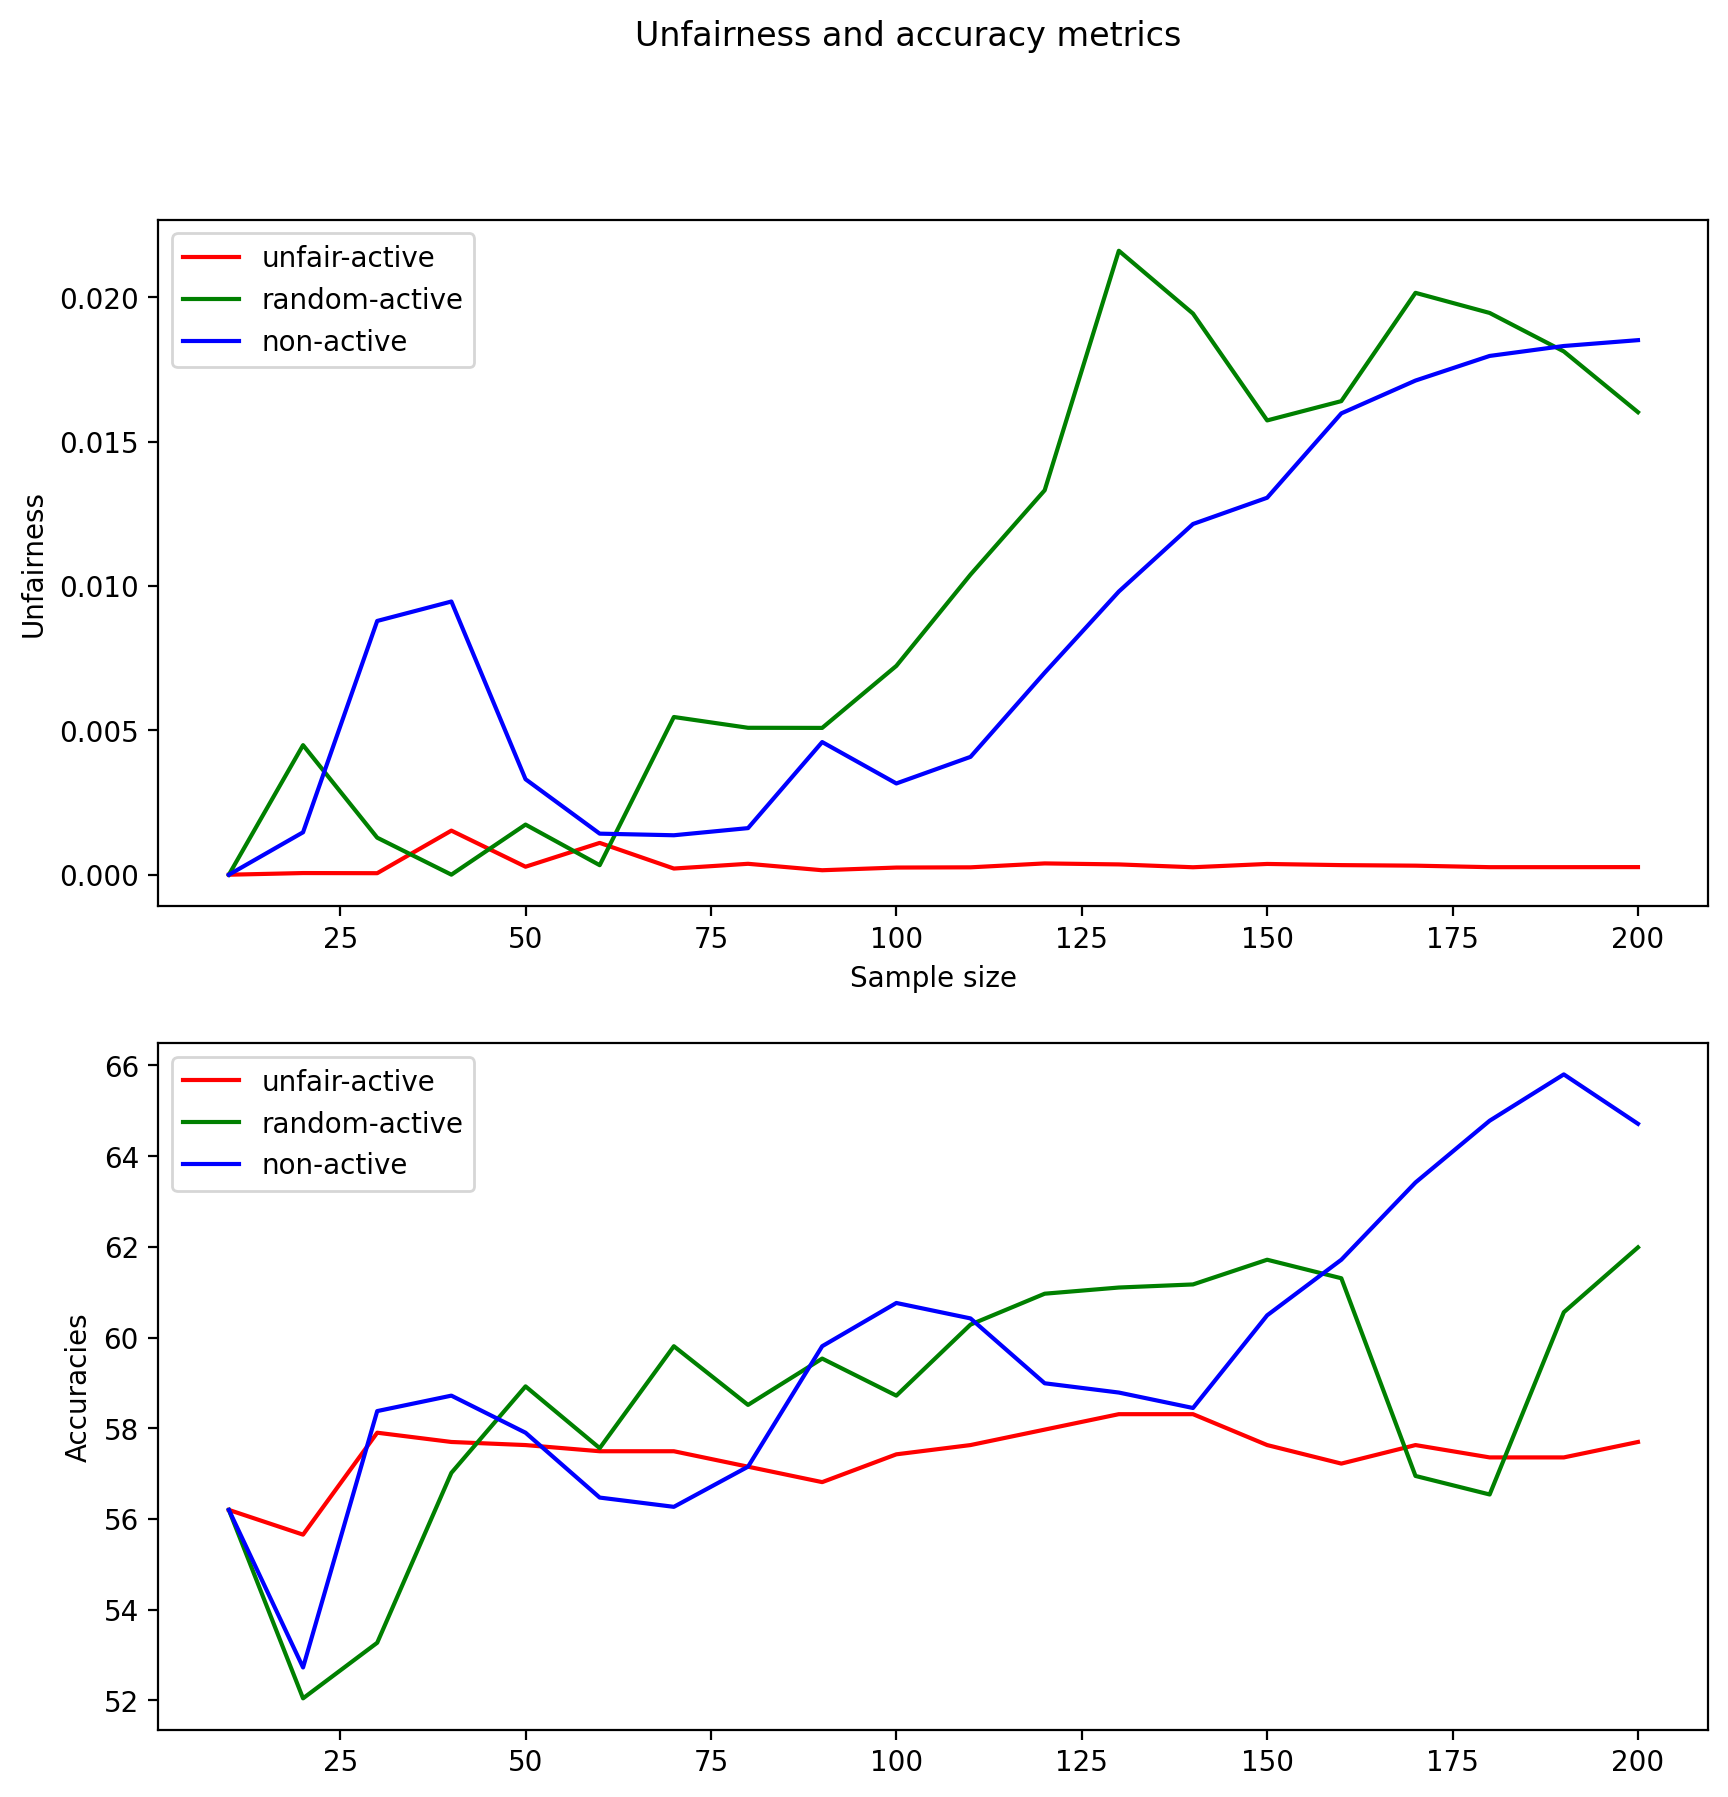 Unfairness and accuracy metrics
unfair-active
random-active
non-active
0.020
0.015
0.010
0.005
0.000
Unfairness
25 50 75 100 125 150 175 200
Sample size
unfair-active
random-active
non-active
66
64
62
60
58
56
54
52
Accuracies
25 50 75 100 125 150 175 200